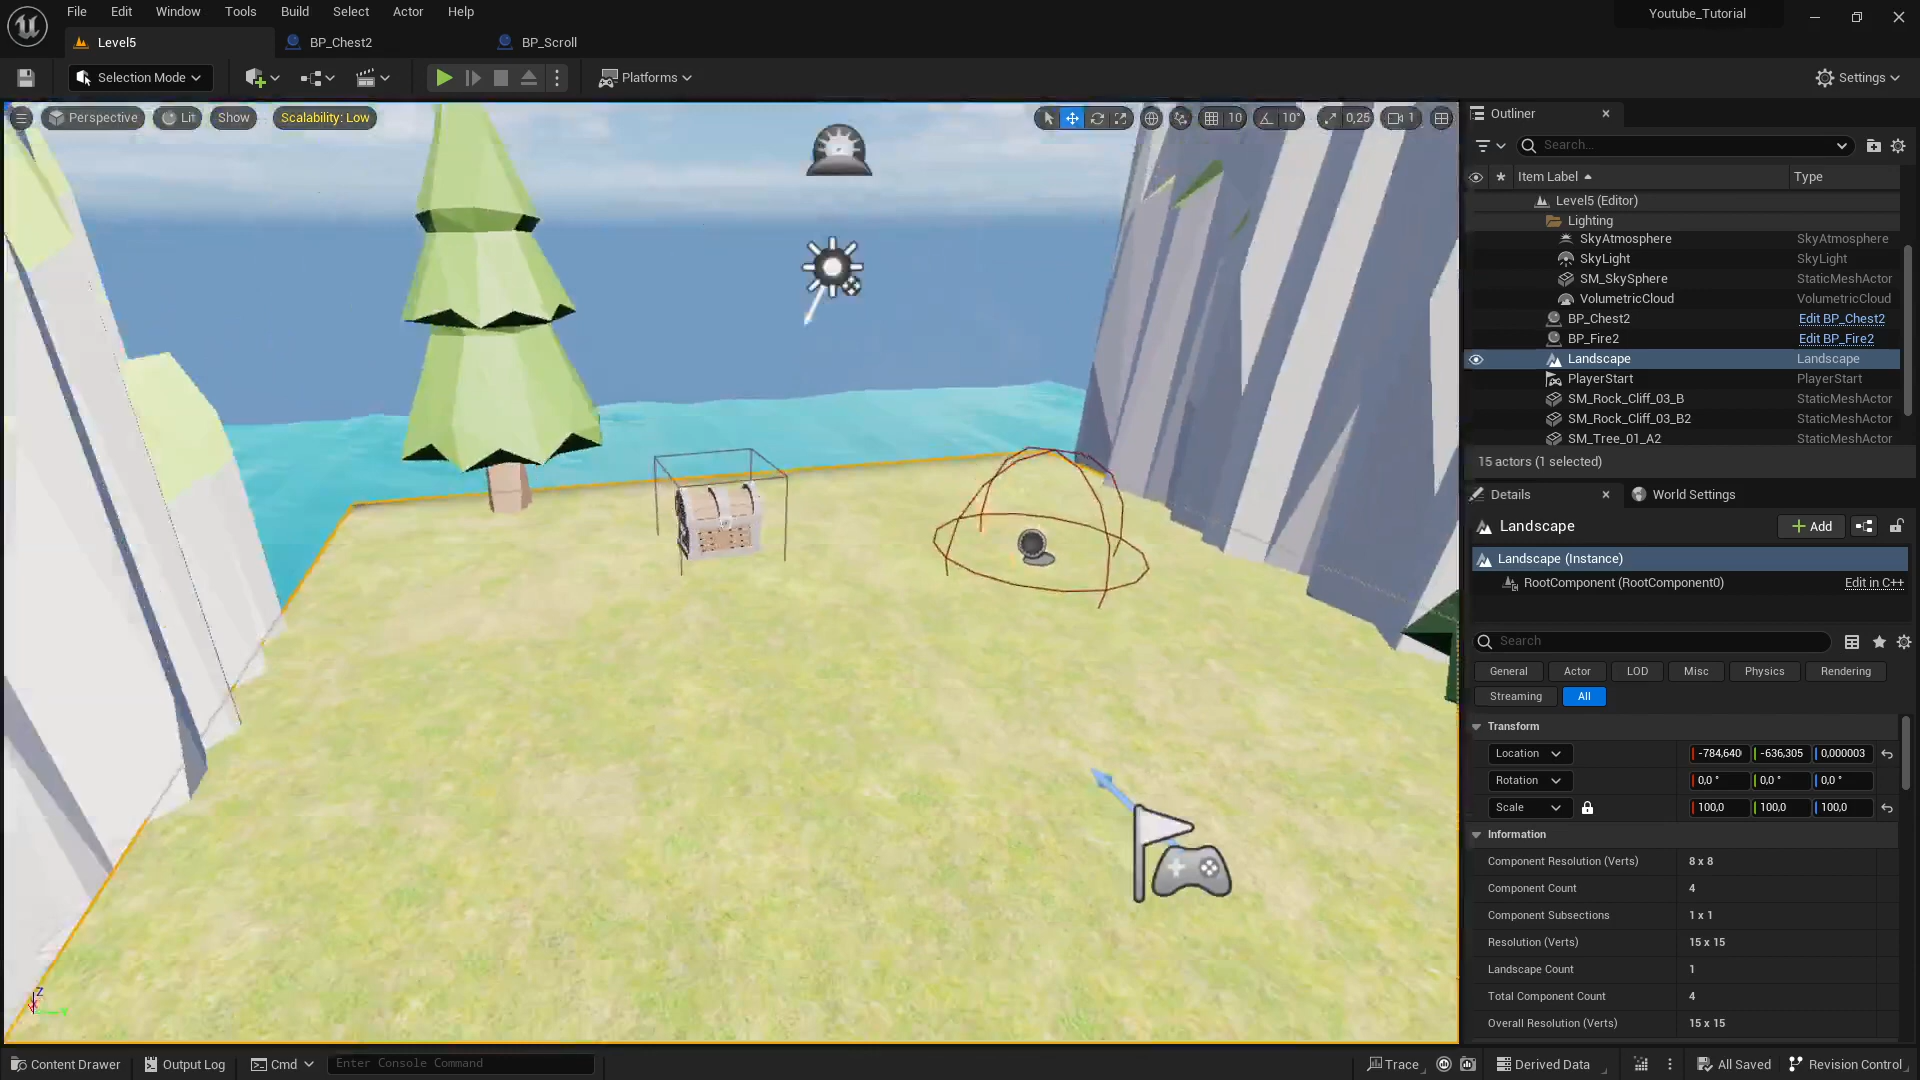 File Edit Window Tools Build Select Actor Help
Youtube_Tutorial
Level5 BP_Chest2 BP_Scroll
Selection Mode Platforms Settings
Perspective Lit Show Scalability: Low 10 10° 0,25 1
Outliner
Search...
Item Label Type
Level5 (Editor)
Lighting
SkyAtmosphere SkyAtmosphere
SkyLight SkyLight
SM_SkySphere StaticMeshActor
VolumetricCloud VolumetricCloud
BP_Chest2 Edit BP_Chest2
BP_Fire2 Edit BP_Fire2
Landscape Landscape
PlayerStart PlayerStart
SM_Rock_Cliff_03_B StaticMeshActor
SM_Rock_Cliff_03_B2 StaticMeshActor
SM_Tree_01_A2 StaticMeshActor
15 actors (1 selected)
Details World Settings
Landscape Add
Landscape (Instance)
RootComponent (RootComponent0) Edit in C++
Search
General Actor LOD Misc Physics Rendering
Streaming All
Transform
Location -784,640 -636,305 0,000003
Rotation 0,0 ° 0,0 ° 0,0 °
Scale 100,0 100,0 100,0
Information
Component Resolution (Verts) 8 x 8
Component Count 4
Component Subsections 1 x 1
Resolution (Verts) 15 x 15
Landscape Count 1
Total Component Count 4
Overall Resolution (Verts) 15 x 15
Z
X
Y
Content Drawer Output Log Cmd Enter Console Command Trace Derived Data All Saved Revision Control